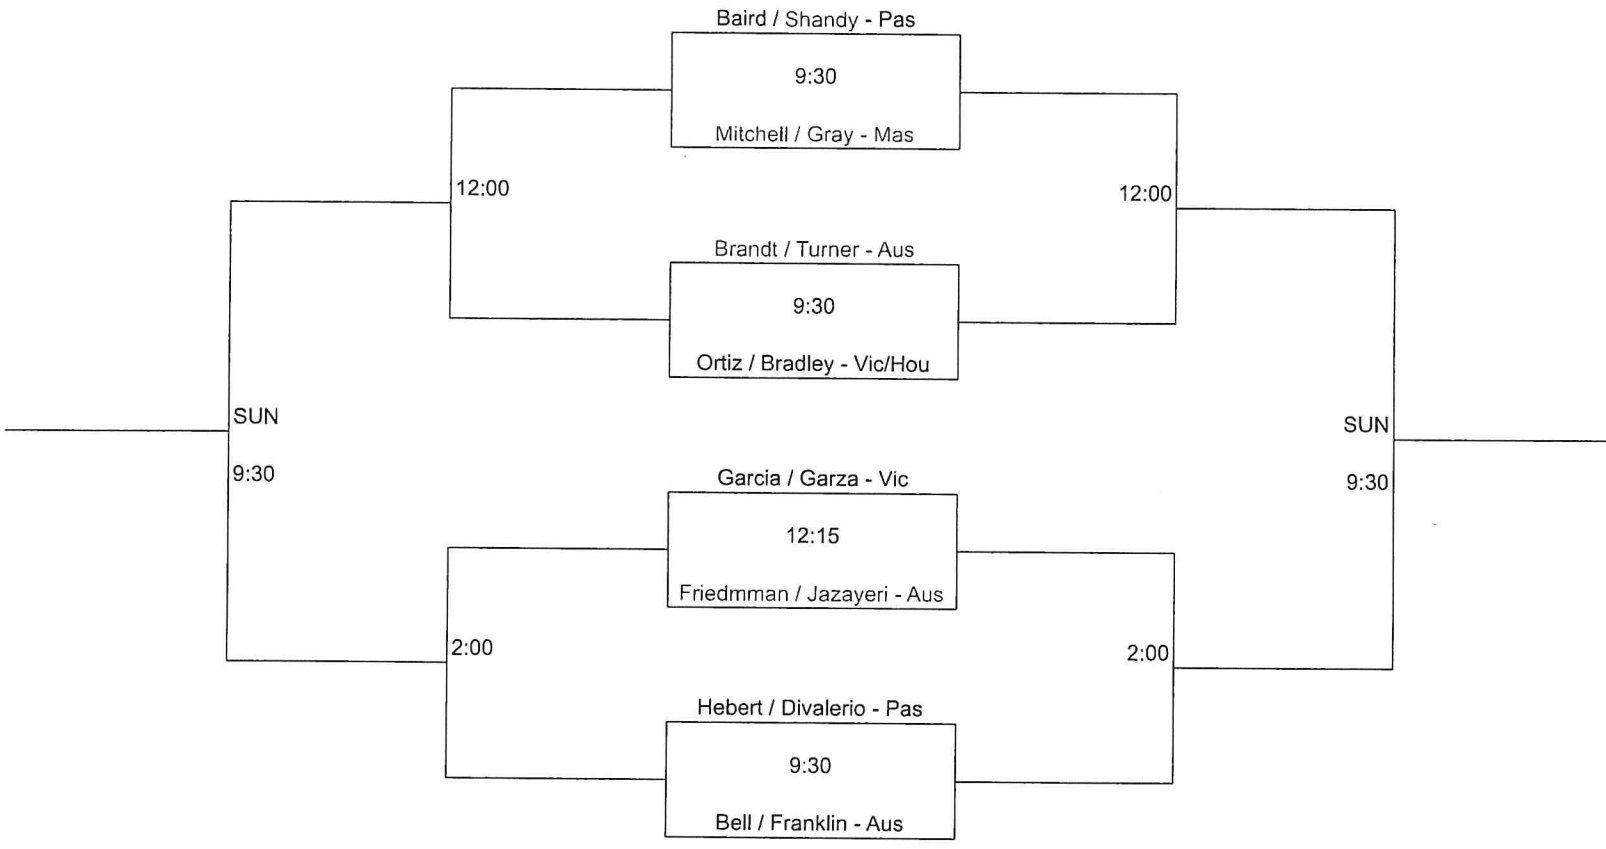 Baird / Shandy - Pas
9:30
Mitchell / Gray - Mas
12:00
12:00
Brandt / Turner - Aus
9:30
Ortiz / Bradley - Vic/Hou
SUN
SUN
9:30
9:30
Garcia / Garza - Vic
12:15
Friedmman / Jazayeri - Aus
2:00
2:00
Hebert / Divalerio - Pas
9:30
Bell / Franklin - Aus